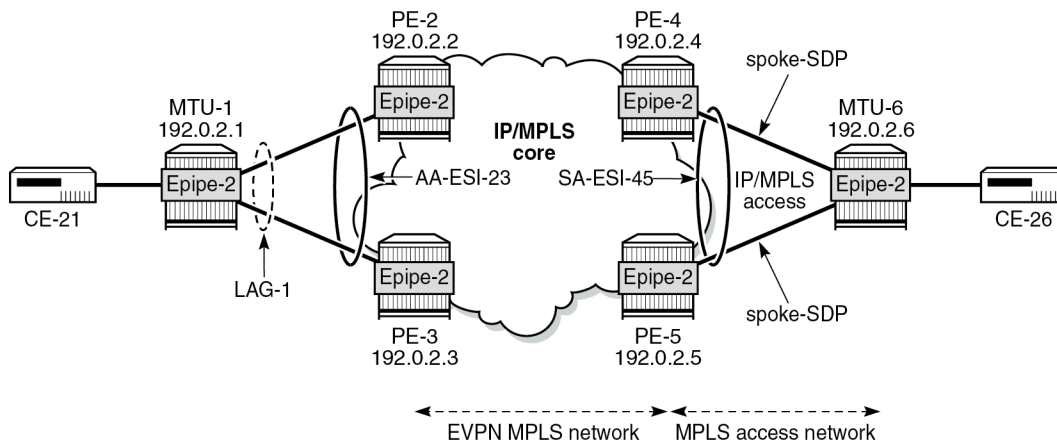 PE-2
192.0.2.2
PE-4
192.0.2.4
spoke-SDP
MTU-1
192.0.2.1
Epipe-2
Epipe-2
IP/MPLS
core
Epipe-2
MTU-6
192.0.2.6
Epipe-2
AA-ESI-23
SA-ESI-45
IP/MPLS
access
CE-21
CE-26
LAG-1
Epipe-2
Epipe-2
spoke-SDP
PE-3
192.0.2.3
PE-5
192.0.2.5
EVPN MPLS network
MPLS access network